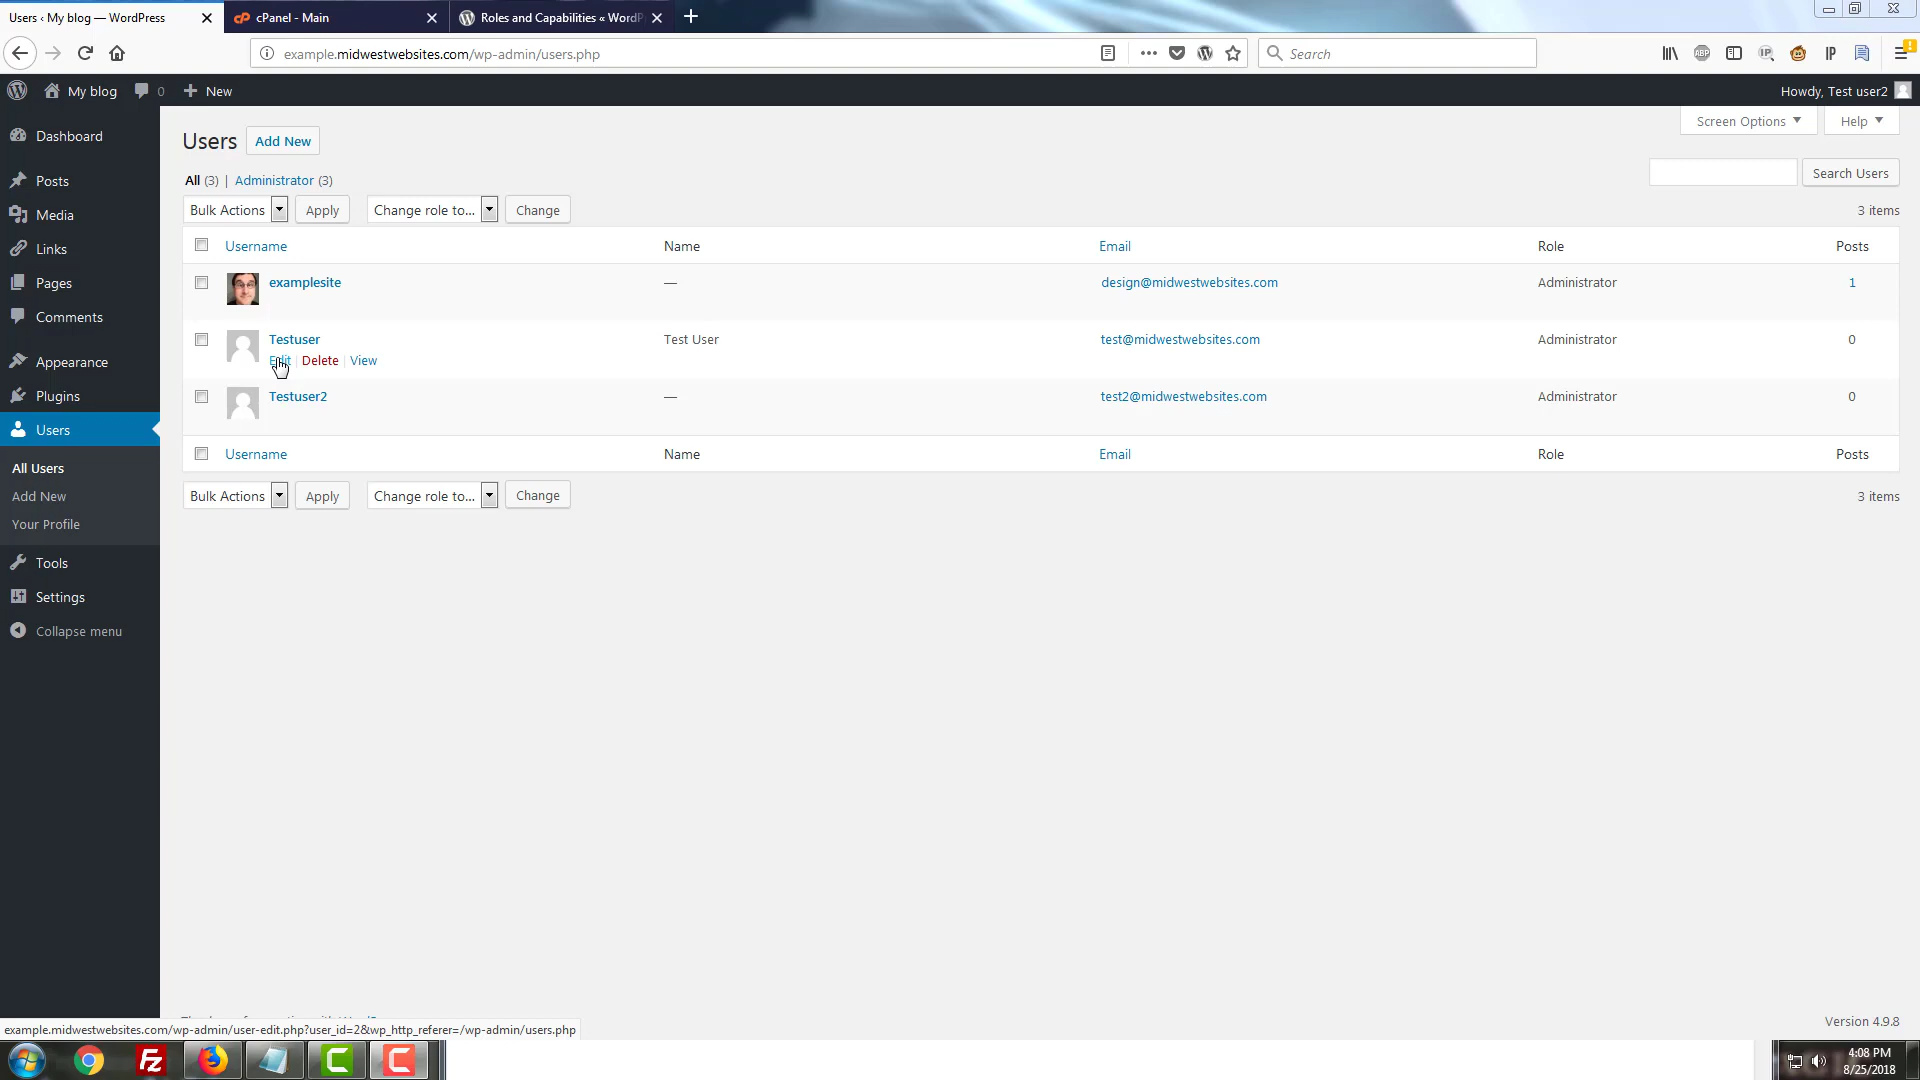 Users ‹ My blog — WordPress
cPanel - Main
Roles and Capabilities « WordP
example.midwestwebsites.com/wp-admin/users.php
Search
ABP
IP
IP
My blog
0
New
Howdy, Test user2
Dashboard
Posts
Media
Links
Pages
Comments
Appearance
Plugins
Users
All Users
Add New
Your Profile
Tools
Settings
Collapse menu
Screen Options
Help
Users
Add New
All (3) | Administrator (3)
Search Users
Bulk Actions
Apply
Change role to...
Change
3 items
Username Name Email Role Posts
examplesite — design@midwestwebsites.com Administrator 1
Testuser Test User test@midwestwebsites.com Administrator 0
Edit | Delete | View
Testuser2 — test2@midwestwebsites.com Administrator 0
Username Name Email Role Posts
Bulk Actions
Apply
Change role to...
Change
3 items
example.midwestwebsites.com/wp-admin/user-edit.php?user_id=2&wp_http_referer=/wp-admin/users.php
Version 4.9.8
Fz
4:08 PM
8/25/2018